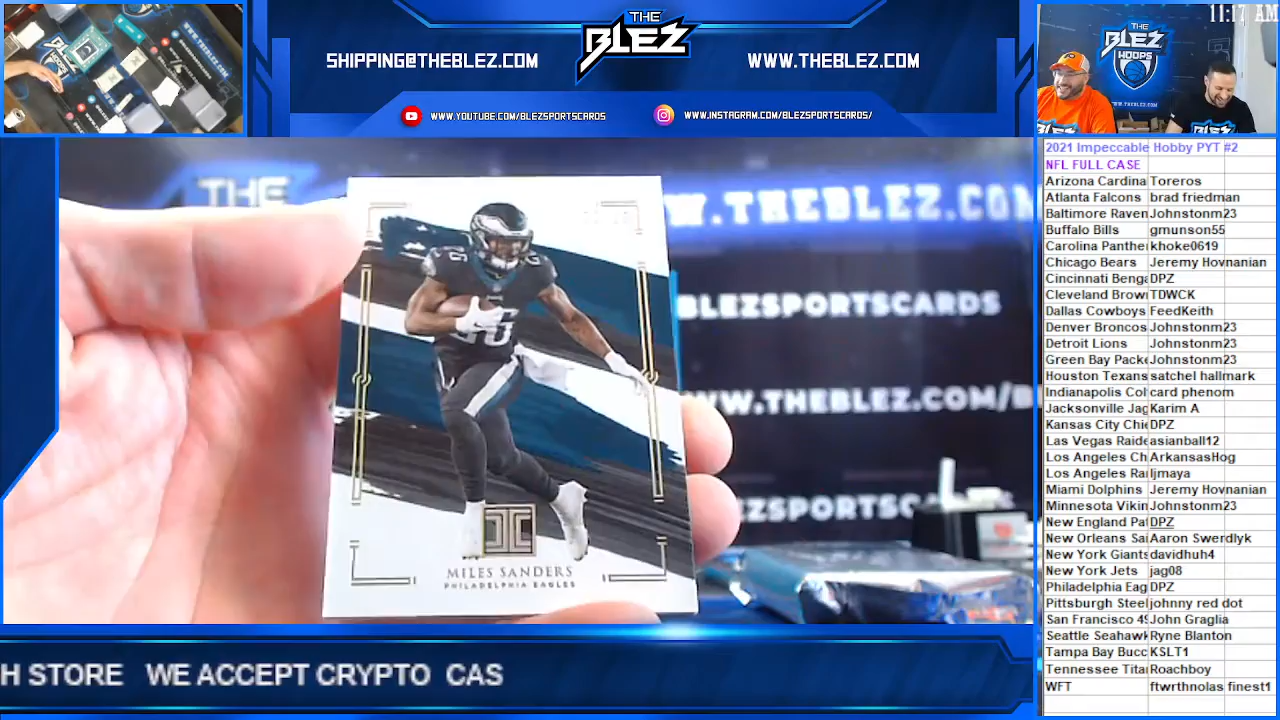 11:17 AM
SHIPPING@THEBLEZ.COM
THE
BLEZ
WWW.THEBLEZ.COM
THE
BLEZ
HOOPS
WWW.YOUTUBE.COM/BLEZSPORTSCARDS
WWW.INSTAGRAM.COM/BLEZSPORTSCARDS/
THE
W.THEBLEZ.CO
BLEZSPORTSCARDS
WWW.THEBLEZ.COM/B
EZSPORTSC
26
MILES SANDERS
PHILADELPHIA EAGLES
H STORE WE ACCEPT CRYPTO CAS
2021 Impeccable Hobby PYT #2
NFL FULL CASE
Arizona Cardina Toreros
Atlanta Falcons brad friedman
Baltimore Raven Johnstonm23
Buffalo Bills gmunson55
Carolina Panthe khoke0619
Chicago Bears Jeremy Hovnanian
Cincinnati Benga DPZ
Cleveland Brow TDWCK
Dallas Cowboys FeedKeith
Denver Broncos Johnstonm23
Detroit Lions Johnstonm23
Green Bay Packe Johnstonm23
Houston Texans satchel hallmark
Indianapolis Col card phenom
Jacksonville Jag Karim A
Kansas City Chie DPZ
Las Vegas Raide asianball12
Los Angeles Ch ArkansasHog
Los Angeles Ra ljmaya
Miami Dolphins Jeremy Hovnanian
Minnesota Vikin Johnstonm23
New England Pa DPZ
New Orleans Sai Aaron Swerdlyk
New York Giants davidhuh4
New York Jets jag08
Philadelphia Eag DPZ
Pittsburgh Steel johnny red dot
San Francisco 49 John Graglia
Seattle Seahawk Ryne Blanton
Tampa Bay Bucc KSLT1
Tennessee Tita Roachboy
WFT ftwrthnolas finest1